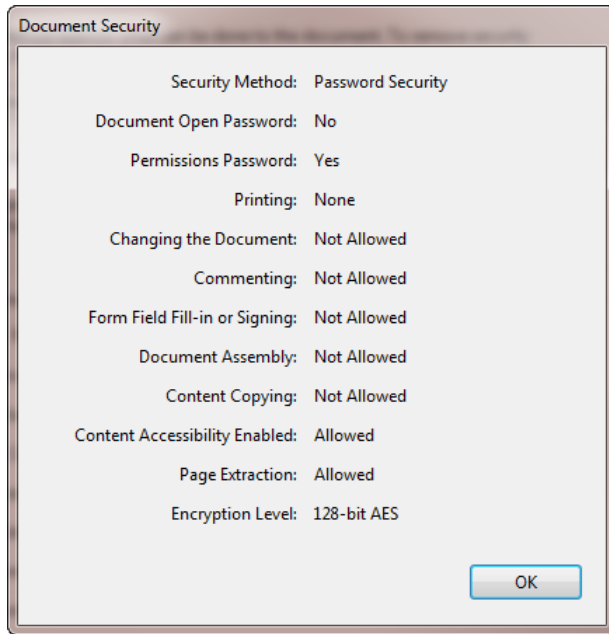 Document Security
Security Method: Password Security
Document Open Password: No
Permissions Password: Yes
Printing: None
Changing the Document: Not Allowed
Commenting: Not Allowed
Form Field Fill-in or Signing: Not Allowed
Document Assembly: Not Allowed
Content Copying: Not Allowed
Content Accessibility Enabled: Allowed
Page Extraction: Allowed
Encryption Level: 128-bit AES
OK